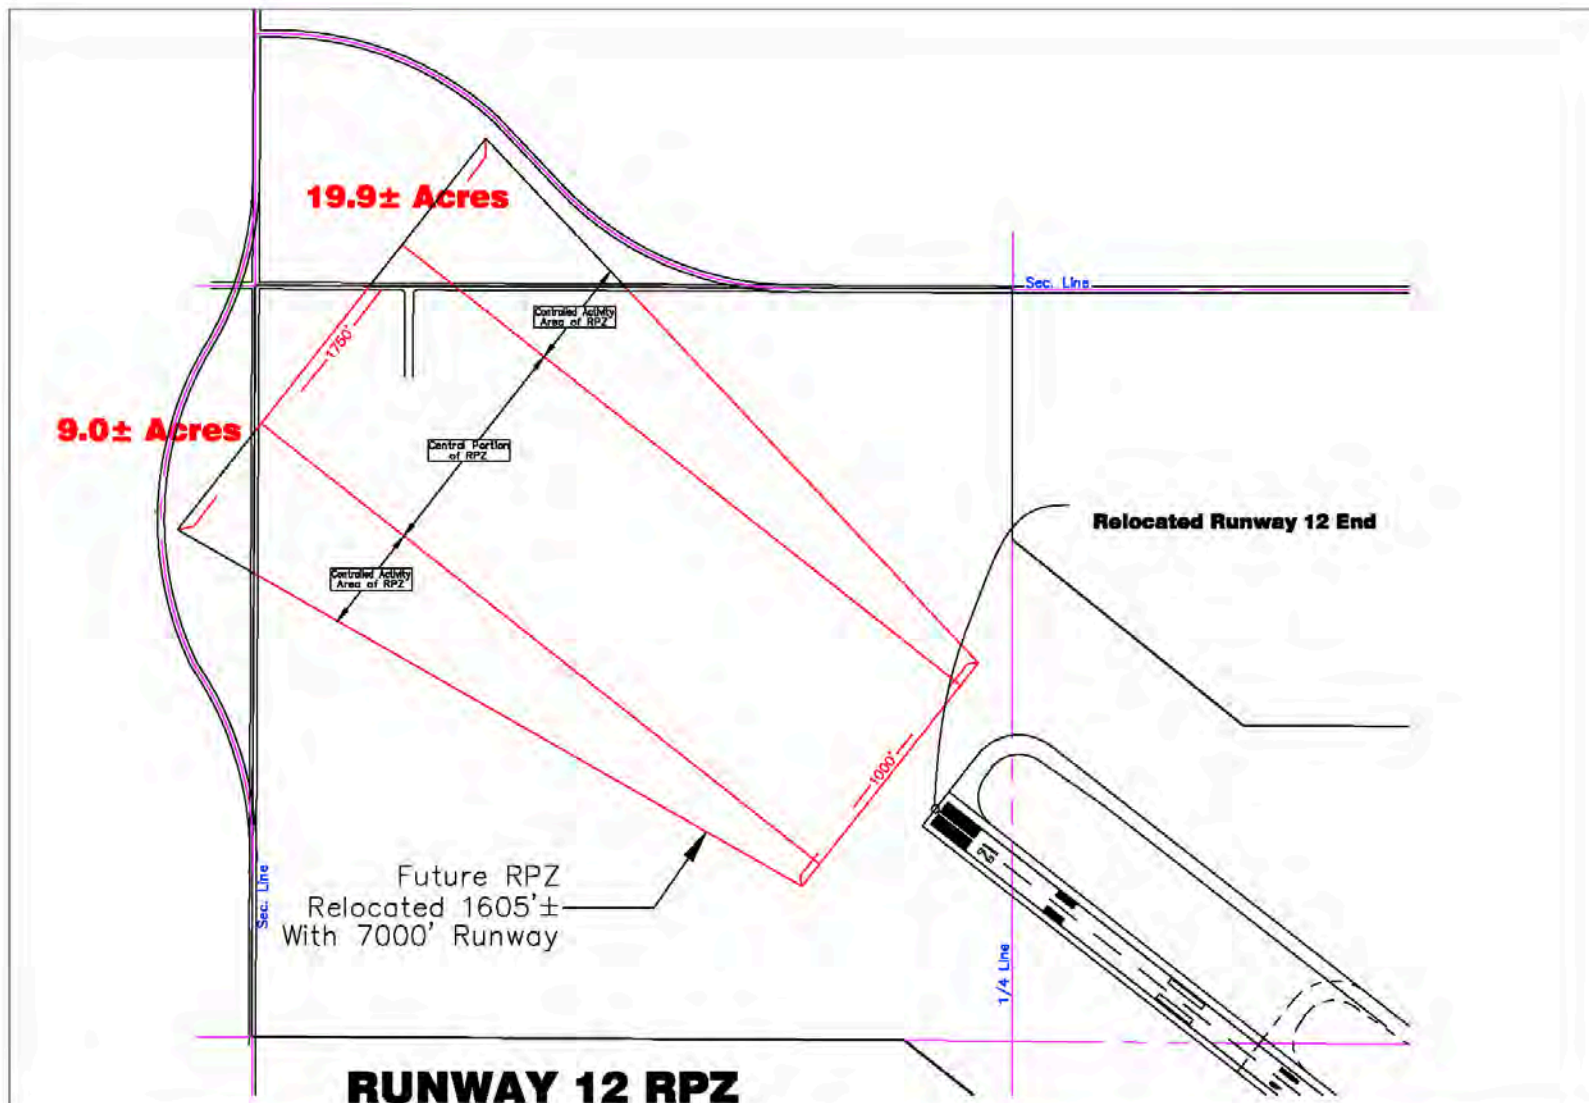 19.9± Acres
Sec. Line
Controlled Activity
Area of RPZ
1750'
9.0± Acres
Central Portion
of RPZ
Relocated Runway 12 End
Controlled Activity
Area of RPZ
1000'
12
Future RPZ
Relocated 1605'±
With 7000' Runway
Sec. Line
1/4 Line
RUNWAY 12 RPZ